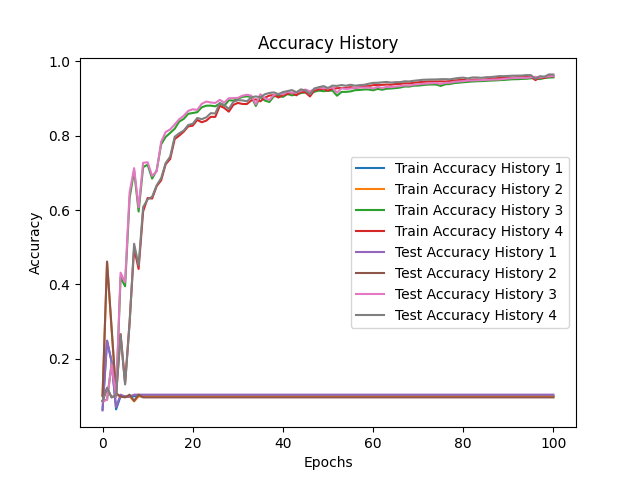 Accuracy History
1.0
0.8
0.6
0.4
0.2
Accuracy
Train Accuracy History 1
Train Accuracy History 2
Train Accuracy History 3
Train Accuracy History 4
Test Accuracy History 1
Test Accuracy History 2
Test Accuracy History 3
Test Accuracy History 4
0 20 40 60 80 100
Epochs